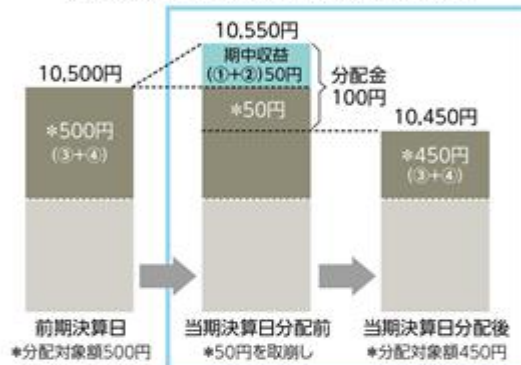 10,500円
*500円
(③+④)
前期決算日
*分配対象額500円
10,550円
期中収益
(①+②)50円
*50円
分配金
100円
当期決算日分配前
*50円を取崩し
10,450円
*450円
(③+④)
当期決算日分配後
*分配対象額450円